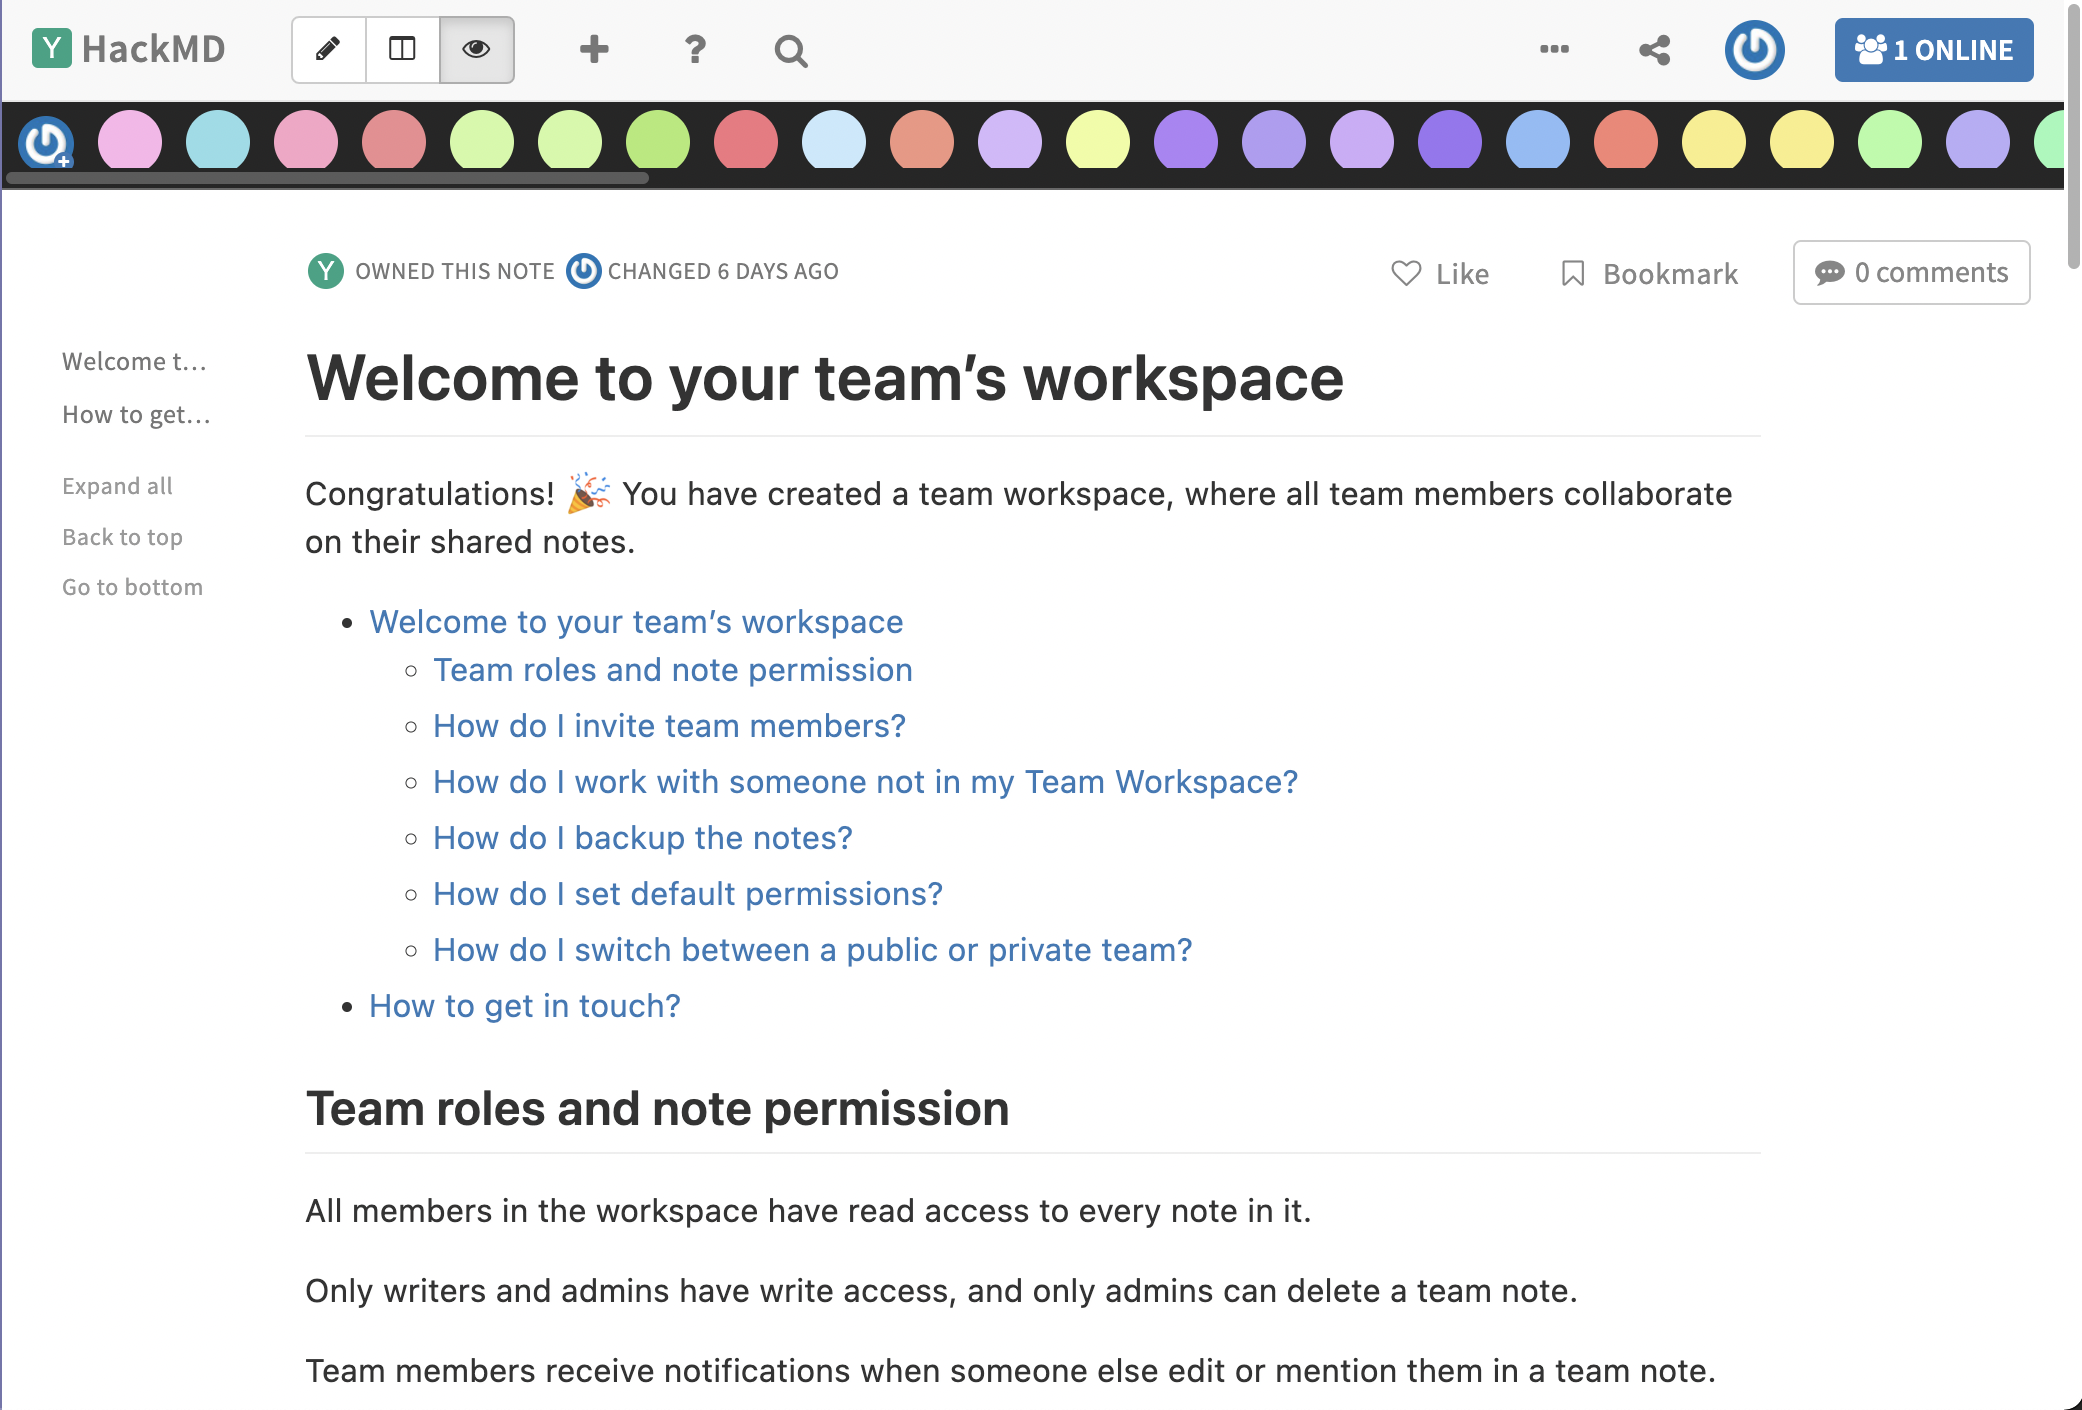 Y HackMD
1 ONLINE
Y OWNED THIS NOTE CHANGED 6 DAYS AGO
Like
Bookmark
0 comments
Welcome t...
How to get...
Expand all
Back to top
Go to bottom
Welcome to your team’s workspace
Congratulations! 🎉 You have created a team workspace, where all team members collaborate
on their shared notes.
Welcome to your team’s workspace
Team roles and note permission
How do I invite team members?
How do I work with someone not in my Team Workspace?
How do I backup the notes?
How do I set default permissions?
How do I switch between a public or private team?
How to get in touch?
Team roles and note permission
All members in the workspace have read access to every note in it.
Only writers and admins have write access, and only admins can delete a team note.
Team members receive notifications when someone else edit or mention them in a team note.